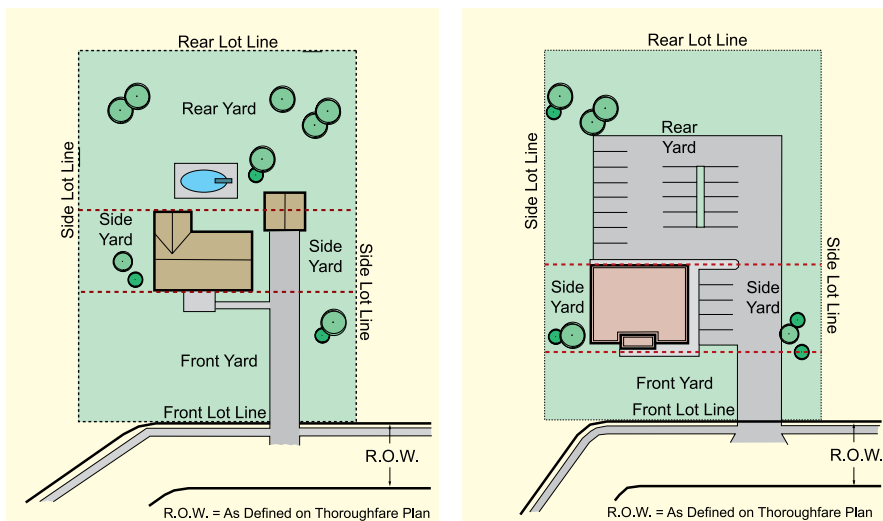 Rear Lot Line
Rear Yard
Side Lot Line
Side
Yard
Side
Yard
Side Lot Line
Front Yard
Front Lot Line
R.O.W.
R.O.W. = As Defined on Thoroughfare Plan
Rear Lot Line
Rear
Yard
Side Lot Line
Side
Yard
Side
Yard
Side Lot Line
Front Yard
Front Lot Line
R.O.W.
R.O.W. = As Defined on Thoroughfare Plan